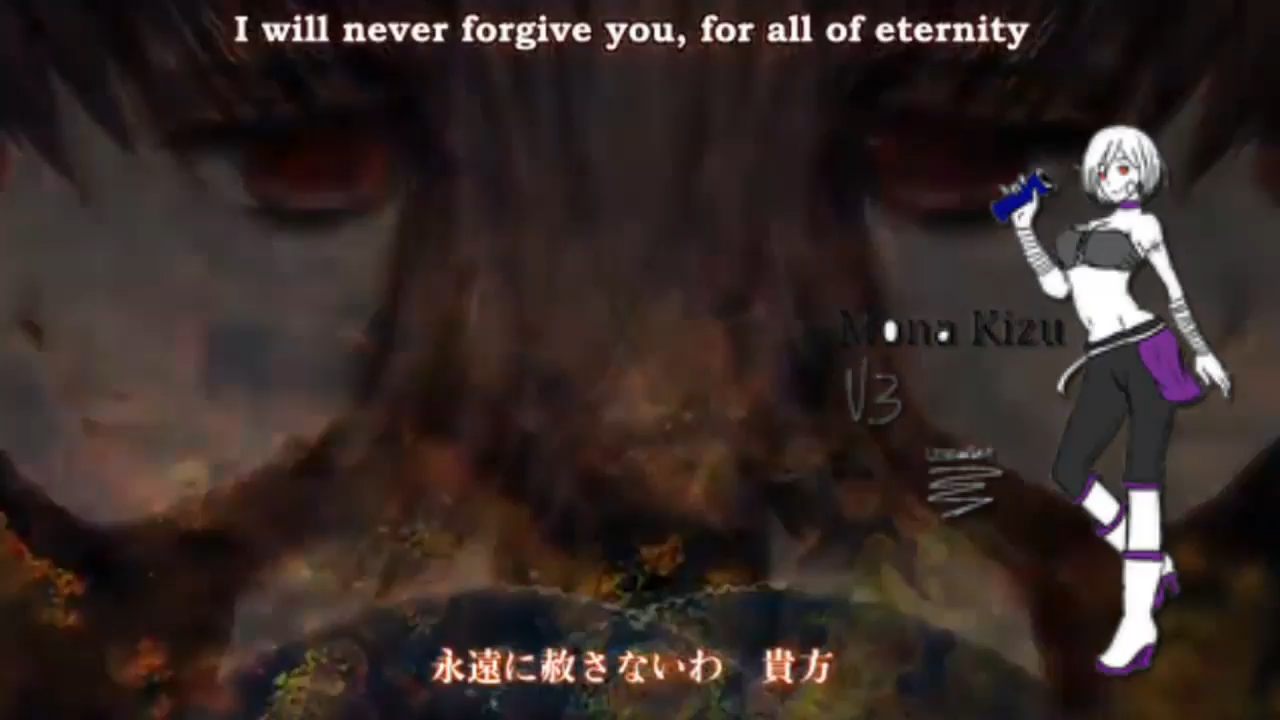 I will never forgive you, for all of eternity
Mona Kizu
V3
永遠に赦さないわ　貴方